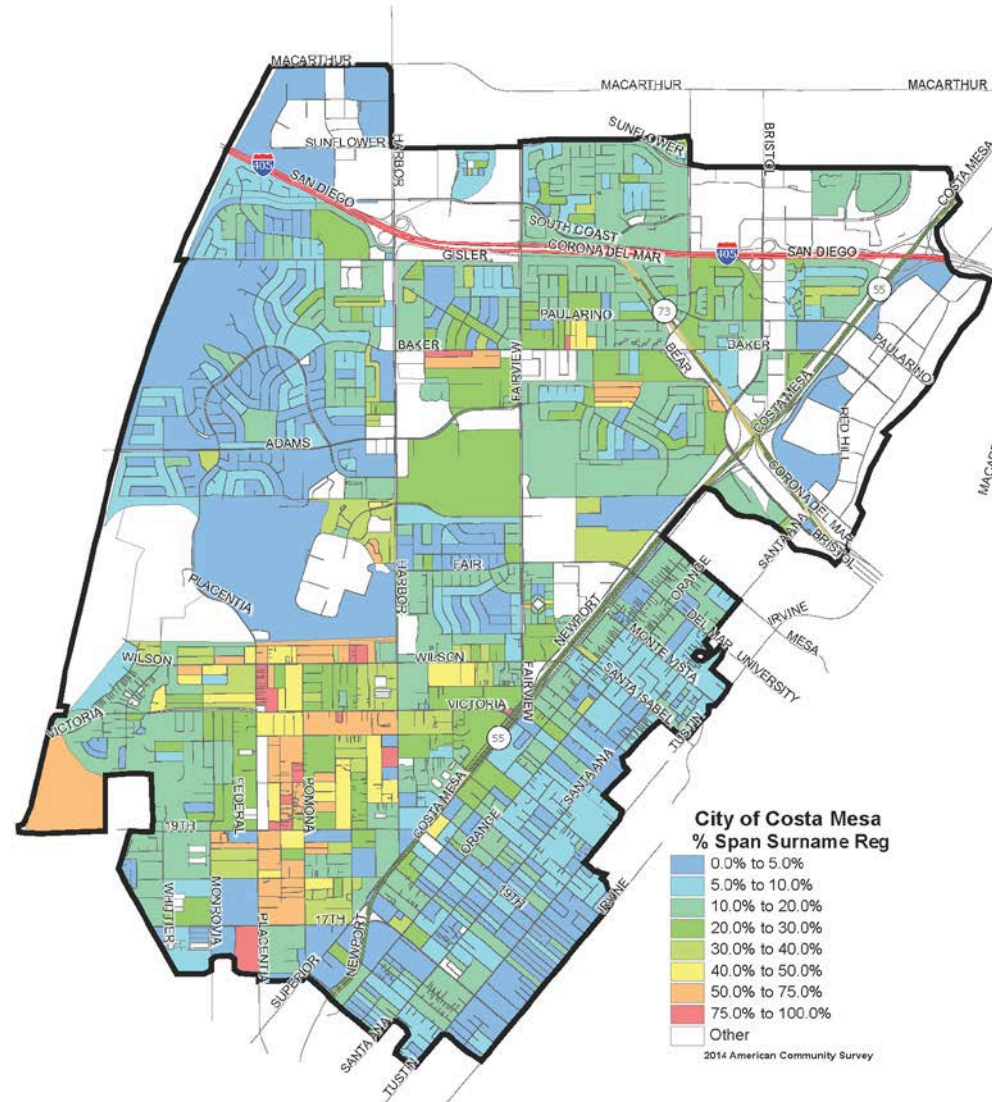 MACARTHUR
MACARTHUR
MACARTHUR
SUNFLOWER
HARBOR
SUNFLOWER
BRISTOL
COSTA MESA
405
SAN DIEGO
SOUTH COAST
CORONA DEL MAR
GISLER
405
SAN DIEGO
55
73
PAULARINO
BAKER
FAIRVIEW
BEAR
BAKER
PAULARINO
COSTA MESA
RED HILL
ADAMS
CORONA DEL MAR
SANTA ANA
BRISTOL
FAIR
PLACENTIA
HARBOR
NEWPORT
ORANGE
IRVINE
MESA
DEL MAR
UNIVERSITY
MONTE VISTA
WILSON
WILSON
FAIRVIEW
SANTA ISABEL
VICTORIA
VICTORIA
TUSTIN
55
SANTA ANA
FEDERAL
POMONA
COSTA MESA
ORANGE
19TH
19TH
IRVINE
WHITTIER
MONROVIA
PLACENTIA
17TH
NEWPORT
SUPERIOR
SANTA ANA
TUSTIN
City of Costa Mesa
% Span Surname Reg
0.0% to 5.0%
5.0% to 10.0%
10.0% to 20.0%
20.0% to 30.0%
30.0% to 40.0%
40.0% to 50.0%
50.0% to 75.0%
75.0% to 100.0%
Other
2014 American Community Survey